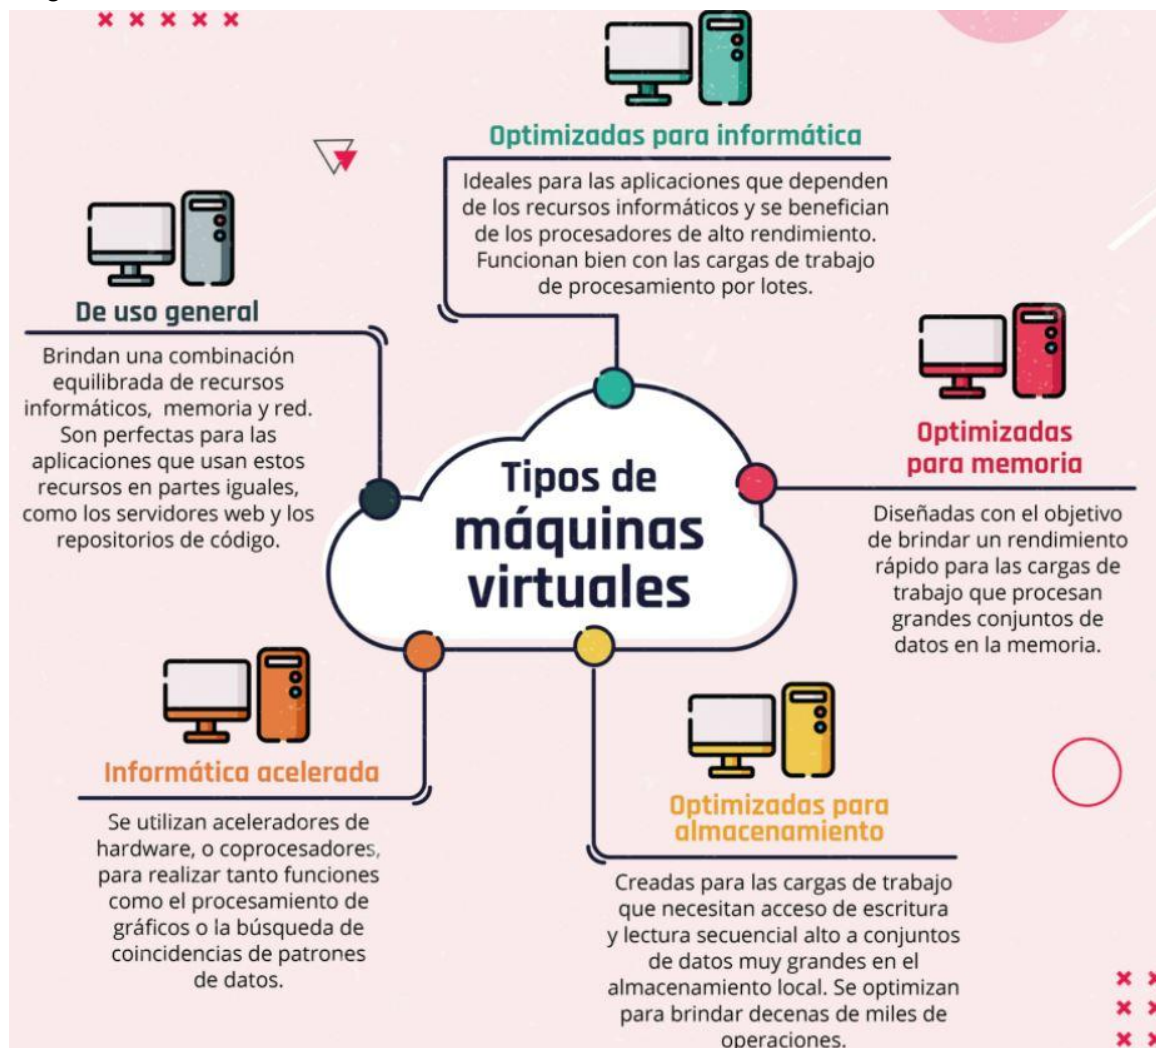 Optimizadas para informática
Ideales para las aplicaciones que dependen
de los recursos informáticos y se benefician
de los procesadores de alto rendimiento.
Funcionan bien con las cargas de trabajo
de procesamiento por lotes.
De uso general
Brindan una combinación
equilibrada de recursos
informáticos, memoria y red.
Son perfectas para las
aplicaciones que usan estos
recursos en partes iguales,
como los servidores web y los
repositorios de código.
Tipos de
máquinas
virtuales
Optimizadas
para memoria
Diseñadas con el objetivo
de brindar un rendimiento
rápido para las cargas de
trabajo que procesan
grandes conjuntos de
datos en la memoria.
Informática acelerada
Se utilizan aceleradores de
hardware, o coprocesadores,
para realizar tanto funciones
como el procesamiento de
gráficos o la búsqueda de
coincidencias de patrones
de datos.
Optimizadas para
almacenamiento
Creadas para las cargas de trabajo
que necesitan acceso de escritura
y lectura secuencial alto a conjuntos
de datos muy grandes en el
almacenamiento local. Se optimizan
para brindar decenas de miles de
operaciones.